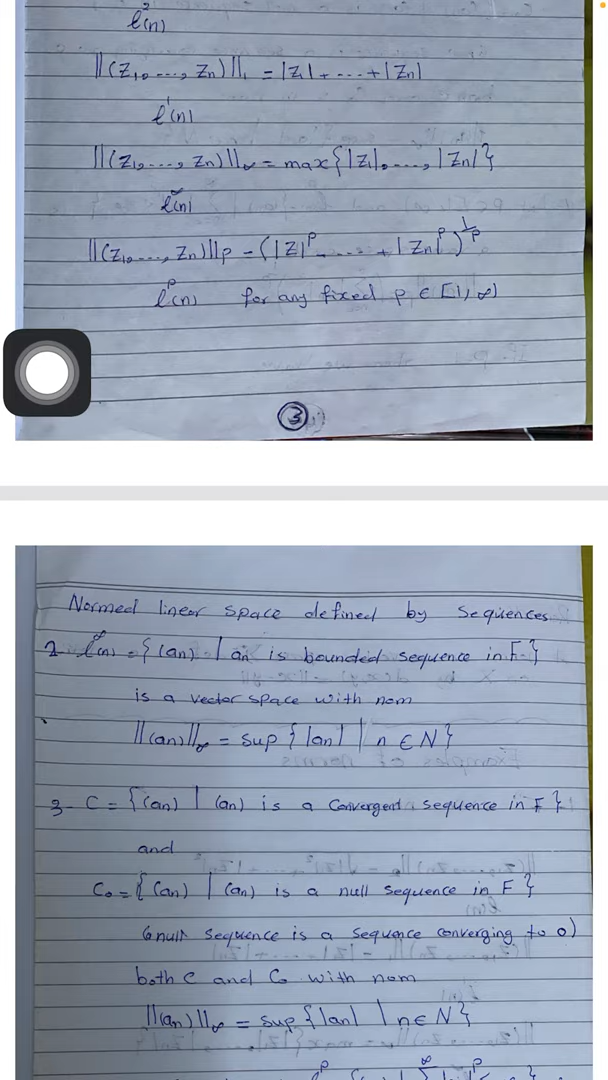 ℓ²(n)
||(Z₁,..., Zn)||₁ = |Z₁| + ... + |Zn|
ℓ¹(n)
||(Z₁,..., Zn)||∞ = max{|Z₁|,..., |Zn|}
ℓ∞(n)
||(Z₁,..., Zn)||p = (|Z|ᵖ ... + |Zn|ᵖ)^1/p
ℓᵖ(n) for any fixed p ∈ [1, ∞)
3
Normed linear space defined by sequences
2- ℓ∞(n) = {(an) | an is bounded sequence in F}
is a vector space with nom
||(an)||∞ = sup {|an| | n ∈ N}
3- C = {(an) | (an) is a convergent sequence in F}
and
C₀ = {(an) | (an) is a null sequence in F}
(null sequence is a sequence converging to 0)
both C and C₀ with nom
||(an)||∞ = sup {|an| | n ∈ N}